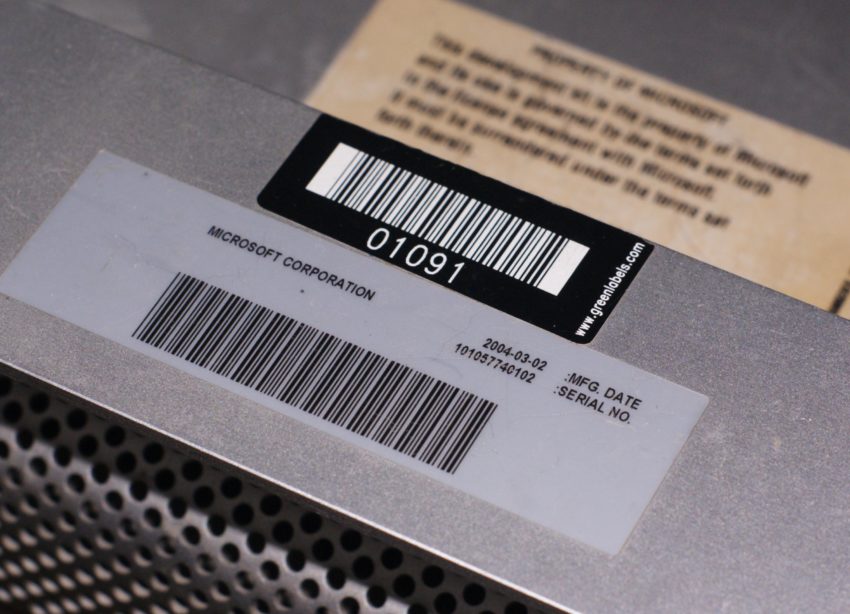 PROPERTY OF MICROSOFT
This development kit is the property of Microsoft
and its use is governed by the terms set forth
in the license agreement with Microsoft.
It must be surrendered under the terms set
forth therein.
01091
www.greenlabels.com
MICROSOFT CORPORATION
2004-03-02 :MFG. DATE
101057740102 :SERIAL NO.